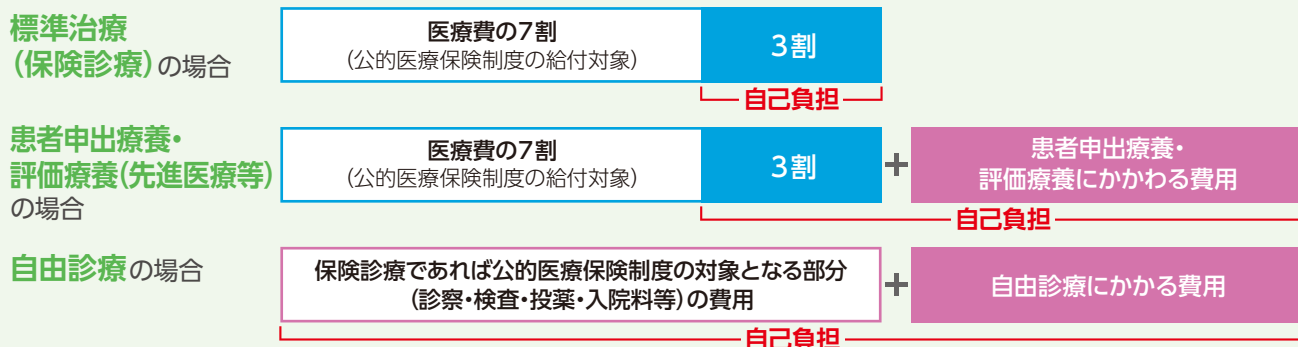 標準治療
（保険診療）の場合
医療費の7割
（公的医療保険制度の給付対象）
3割
自己負担
患者申出療養・
評価療養（先進医療等）
の場合
医療費の7割
（公的医療保険制度の給付対象）
3割
+
患者申出療養・
評価療養にかかわる費用
自己負担
自由診療の場合
保険診療であれば公的医療保険制度の対象となる部分
（診察・検査・投薬・入院料等）の費用
+
自由診療にかかる費用
自己負担